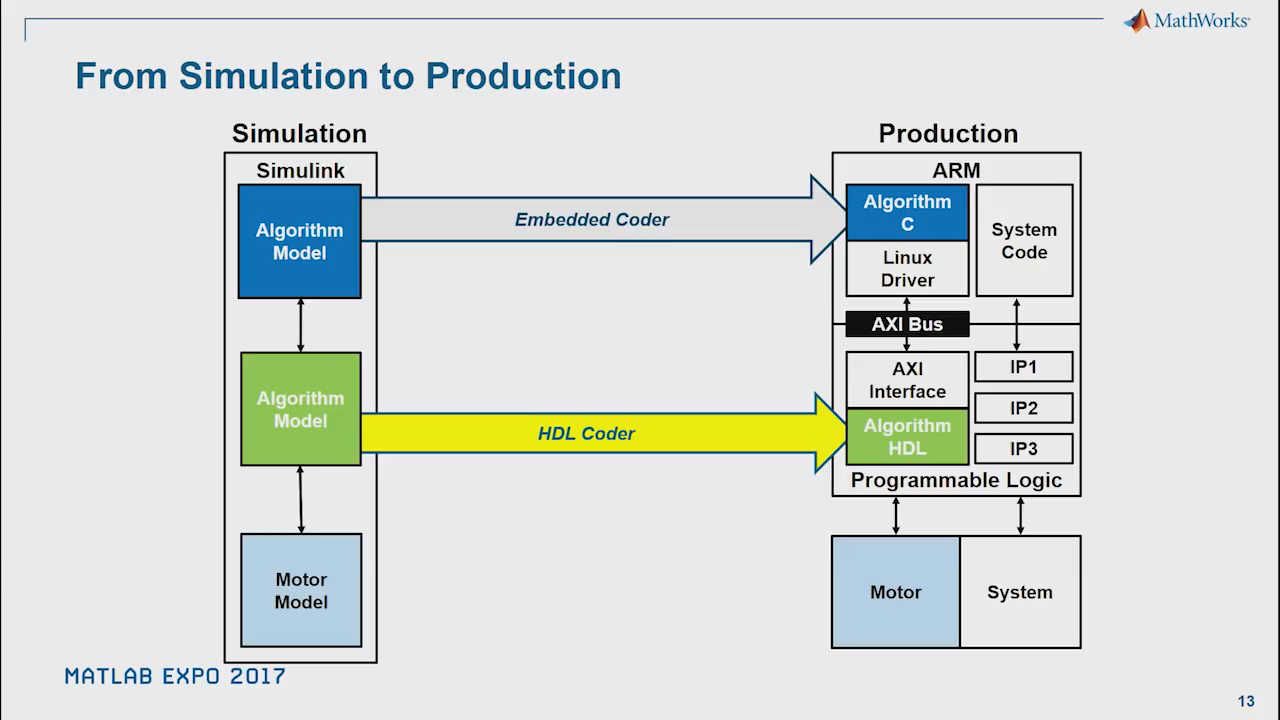 MathWorks®
From Simulation to Production
Simulation
Simulink
Algorithm
Model
Algorithm
Model
Motor
Model
Embedded Coder
HDL Coder
Production
ARM
Algorithm
C
Linux
Driver
System
Code
AXI Bus
AXI
Interface
Algorithm
HDL
IP1
IP2
IP3
Programmable Logic
Motor
System
MATLAB EXPO 2017
13